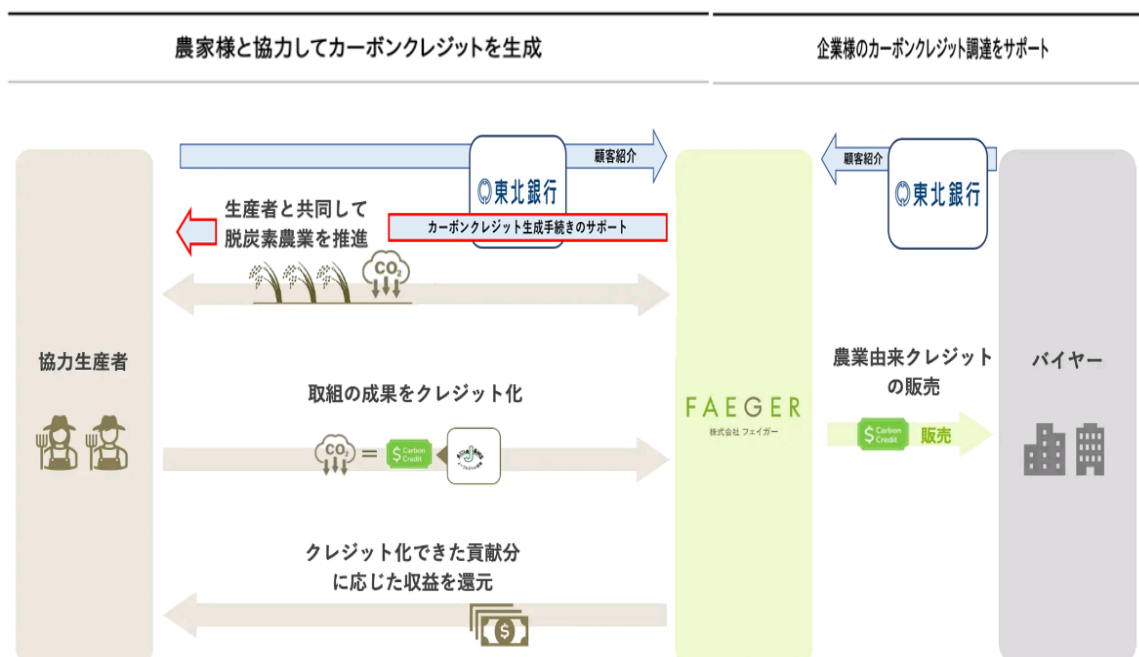 農家様と協力してカーボンクレジットを生成
企業様のカーボンクレジット調達をサポート
顧客紹介
東北銀行
顧客紹介
東北銀行
生産者と共同して
脱炭素農業を推進
カーボンクレジット生成手続きのサポート
CO₂
協力生産者
取組の成果をクレジット化
CO₂
=
$ Carbon Credit
FAEGER
株式会社 フェイガー
農業由来クレジット
の販売
$ Carbon Credit
販売
バイヤー
クレジット化できた貢献分
に応じた収益を還元
$